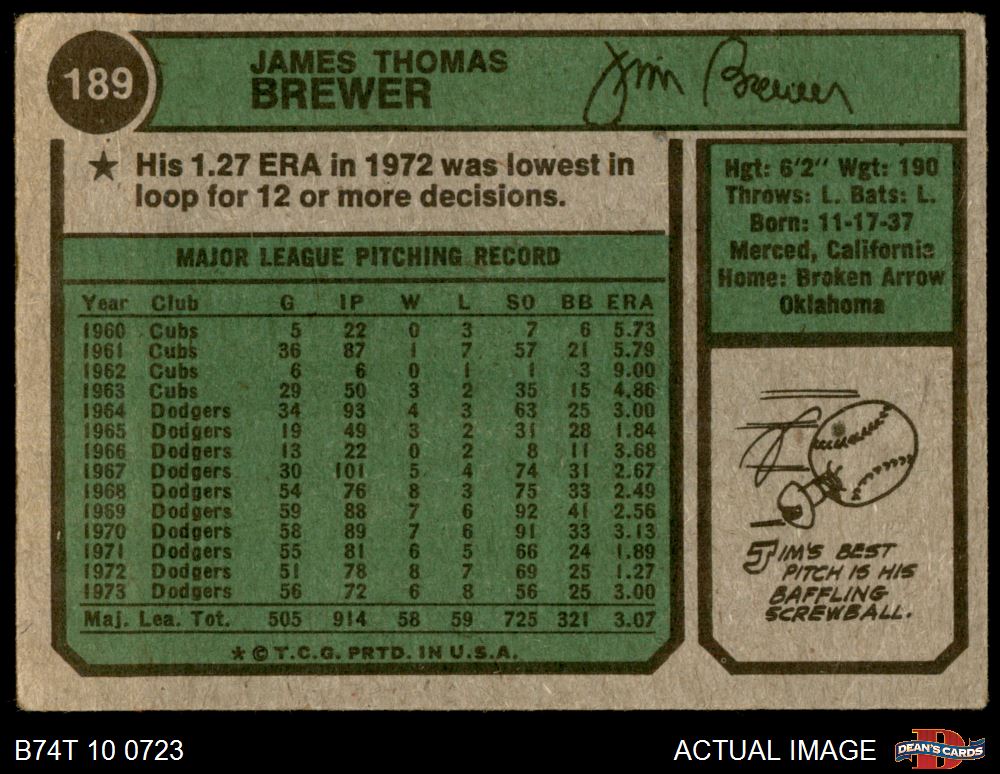 189
JAMES THOMAS
BREWER
Jim Brewer
★ His 1.27 ERA in 1972 was lowest in
loop for 12 or more decisions.
MAJOR LEAGUE PITCHING RECORD
Year Club G IP W L SO BB ERA
1960 Cubs 5 22 0 3 7 6 5.73
1961 Cubs 36 87 1 7 57 21 5.79
1962 Cubs 6 6 0 1 1 3 9.00
1963 Cubs 29 50 3 2 35 15 4.86
1964 Dodgers 34 93 4 3 63 25 3.00
1965 Dodgers 19 49 3 2 31 28 1.84
1966 Dodgers 13 22 0 2 8 11 3.68
1967 Dodgers 30 101 5 4 74 31 2.67
1968 Dodgers 54 76 8 3 75 33 2.49
1969 Dodgers 59 88 7 6 92 41 2.56
1970 Dodgers 58 89 7 6 91 33 3.13
1971 Dodgers 55 81 6 5 66 24 1.89
1972 Dodgers 51 78 8 7 69 25 1.27
1973 Dodgers 56 72 6 8 56 25 3.00
Maj. Lea. Tot. 505 914 58 59 725 321 3.07
★ © T.C.G. PRTD. IN U.S.A.
Hgt: 6'2" Wgt: 190
Throws: L. Bats: L.
Born: 11-17-37
Merced, California
Home: Broken Arrow
Oklahoma
JIM'S BEST
PITCH IS HIS
BAFFLING
SCREWBALL.
B74T 10 0723
ACTUAL IMAGE
DEAN'S CARDS